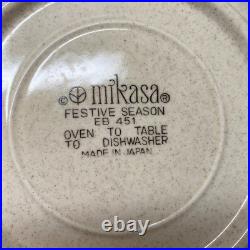 © mikasa®
FESTIVE SEASON
EB 451
OVEN TO TABLE
TO DISHWASHER
MADE IN JAPAN